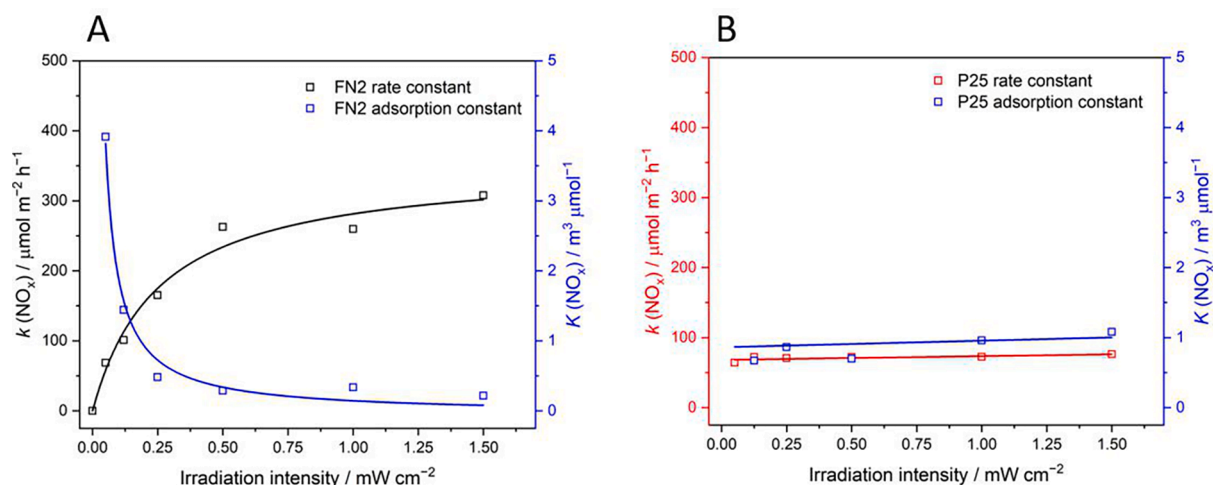 A
B
FN2 rate constant
FN2 adsorption constant
500
400
300
200
100
0
k (NOₓ) / μmol m⁻² h⁻¹
5
4
3
2
1
0
K (NOₓ) / m³ μmol⁻¹
0.00 0.25 0.50 0.75 1.00 1.25 1.50
Irradiation intensity / mW cm⁻²
P25 rate constant
P25 adsorption constant
500
400
300
200
100
0
k (NOₓ) / μmol m⁻² h⁻¹
5
4
3
2
1
0
K (NOₓ) / m³ μmol⁻¹
0.00 0.25 0.50 0.75 1.00 1.25 1.50
Irradiation intensity / mW cm⁻²